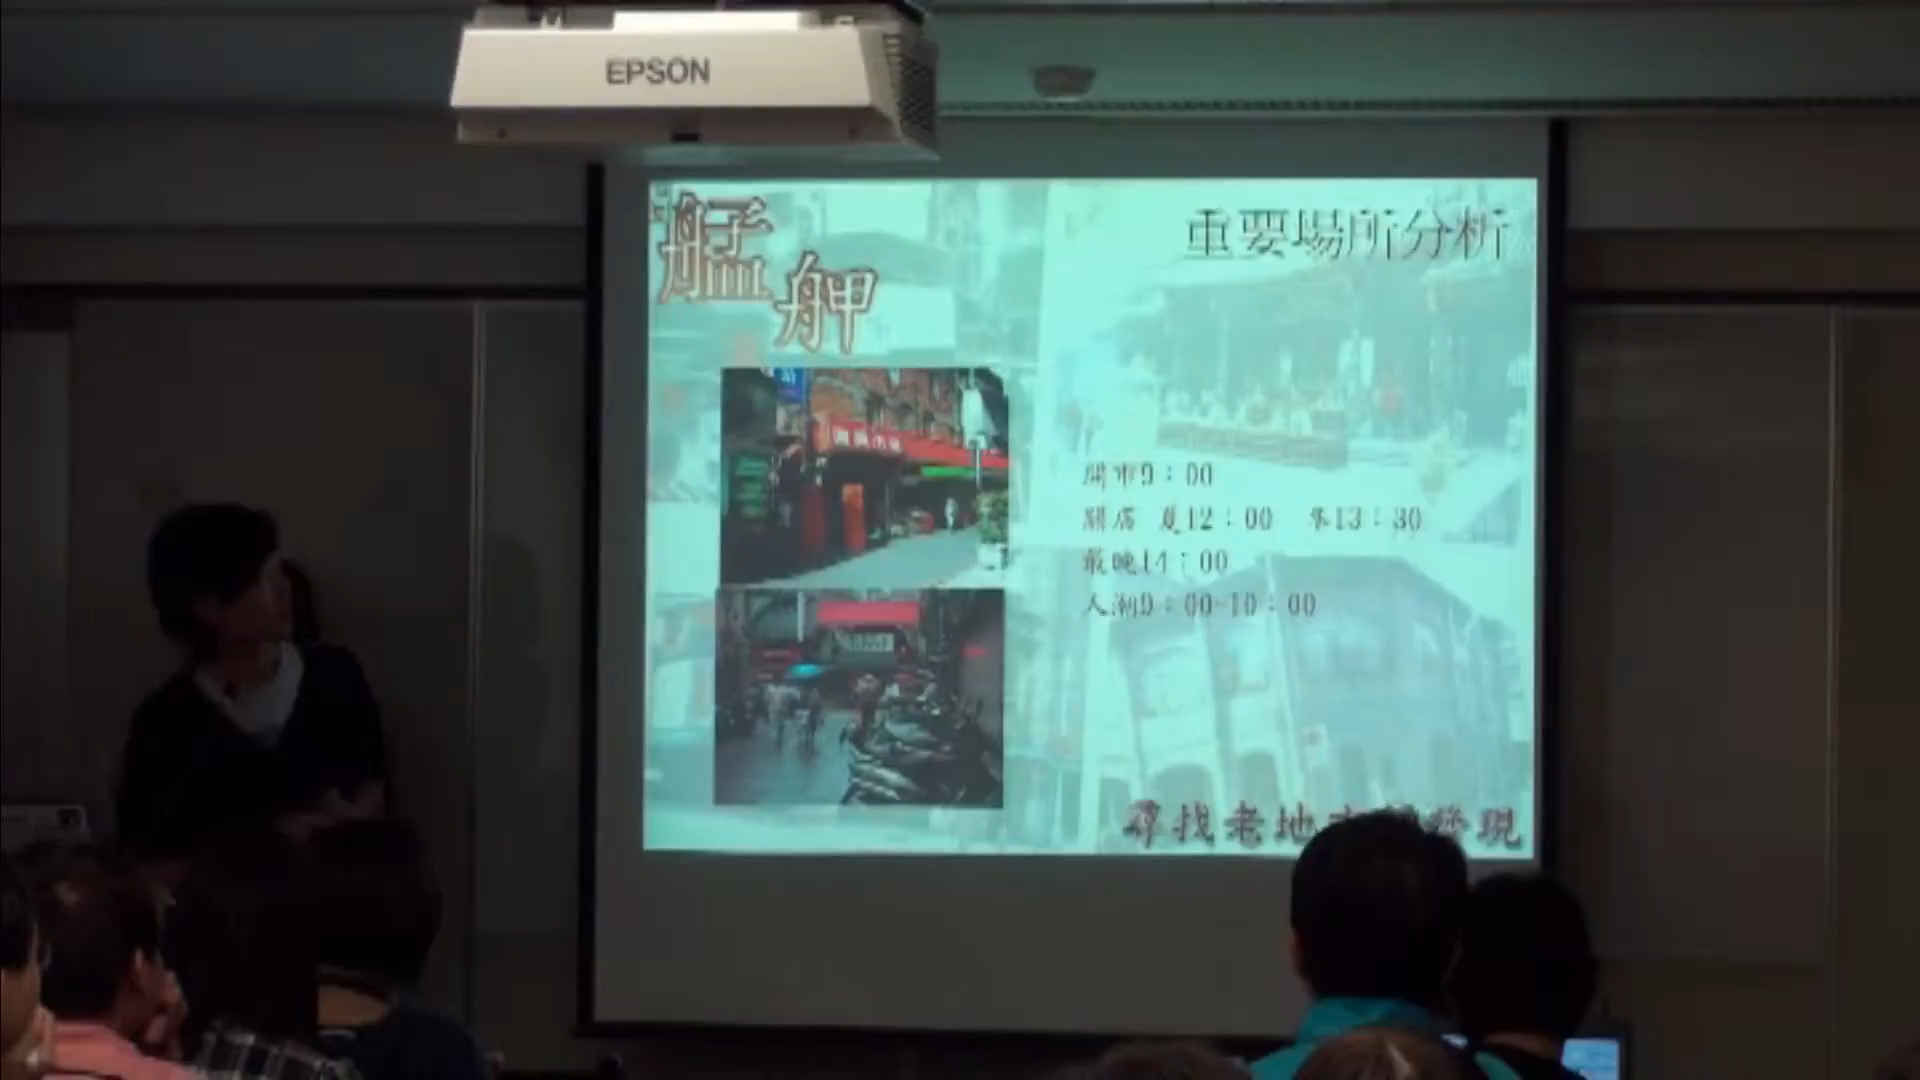 EPSON
艋舺
重要場所分析
開市9：00
關店 夏12：00 冬13：30
最晚14：00
人潮9：00-10：00
尋找老地方
發現